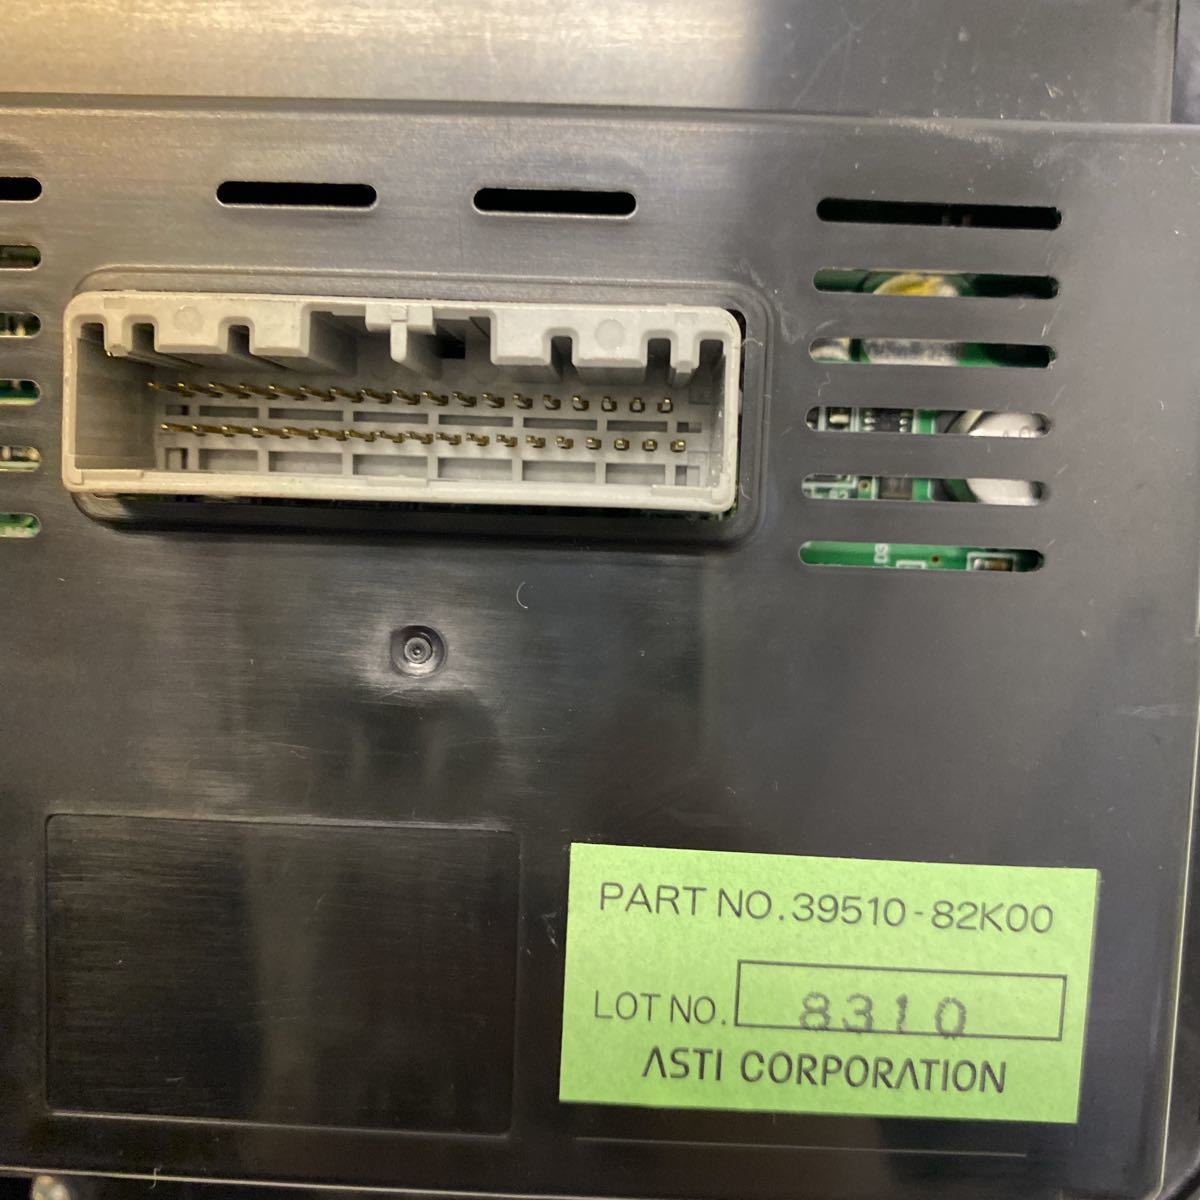 PART NO. 39510-82K00
LOT NO. 8310
ASTI CORPORATION